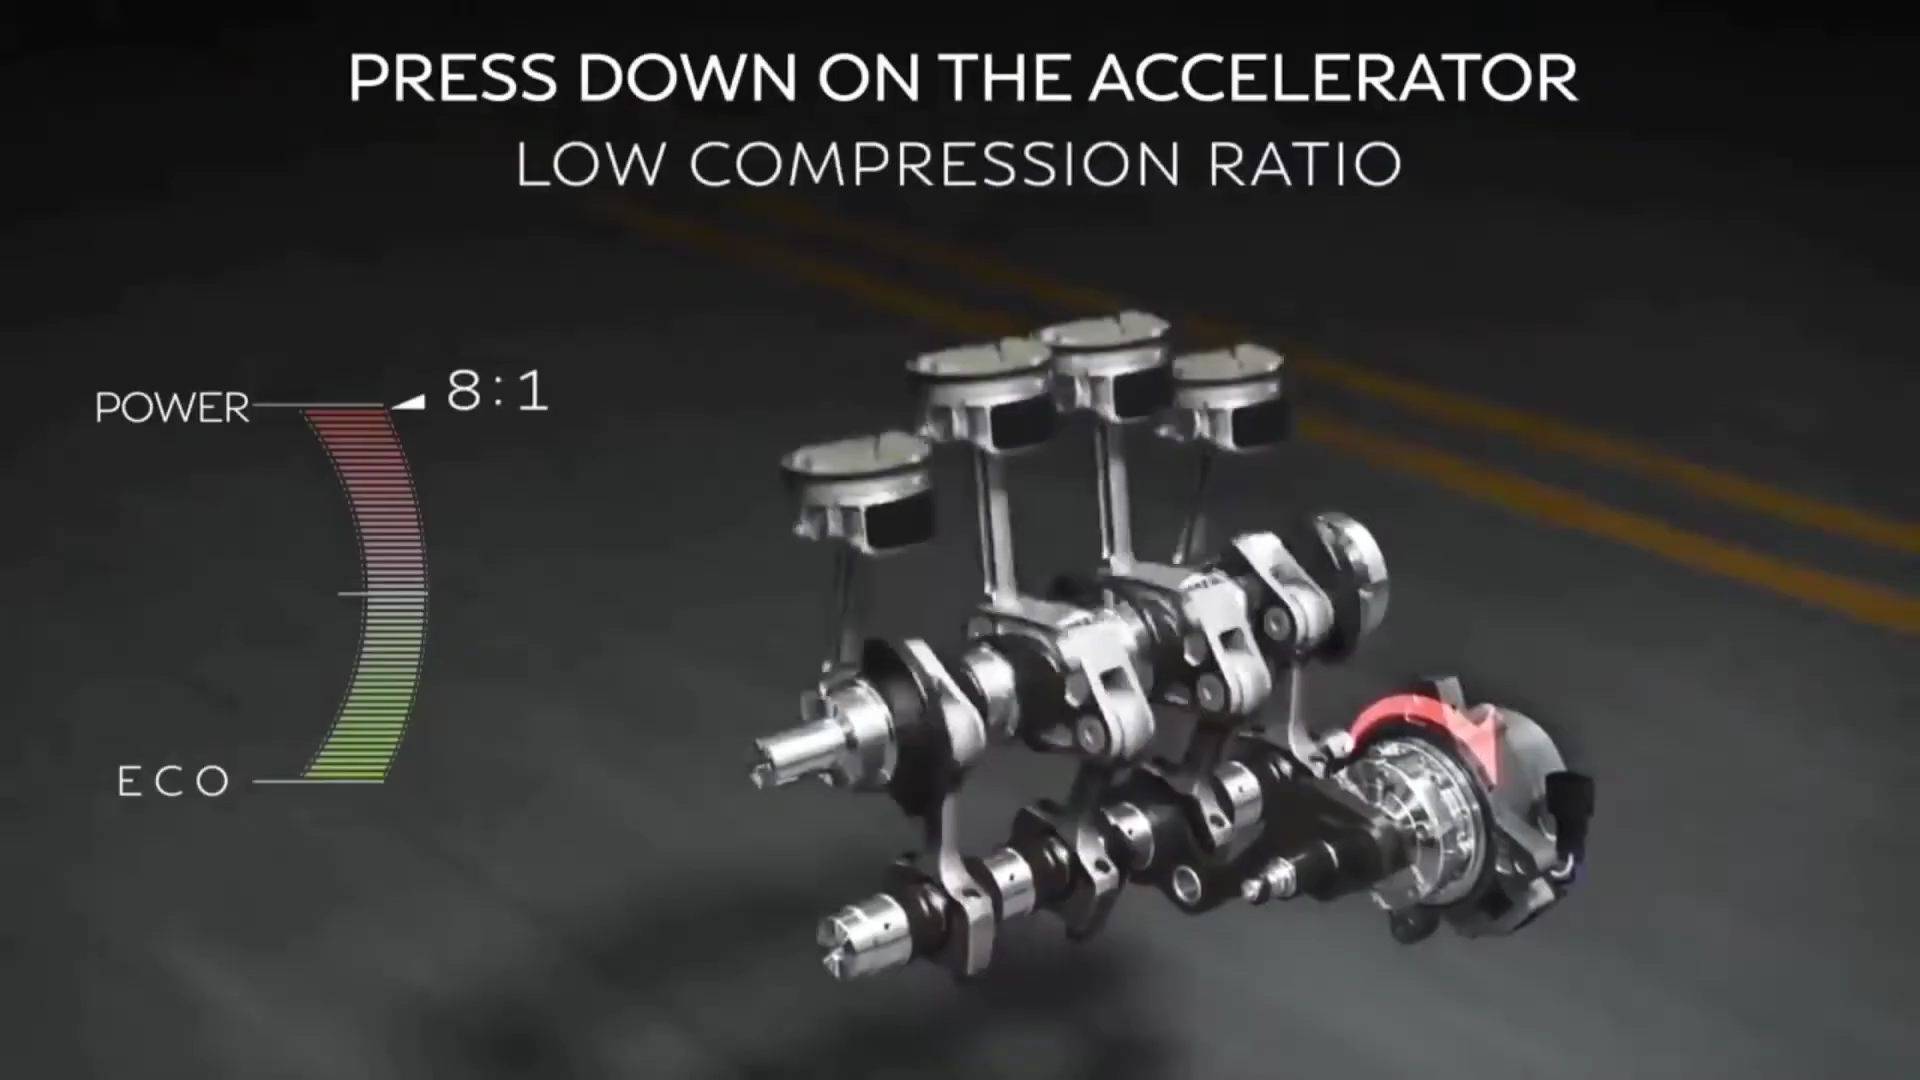 PRESS DOWN ON THE ACCELERATOR
LOW COMPRESSION RATIO
POWER
8:1
ECO